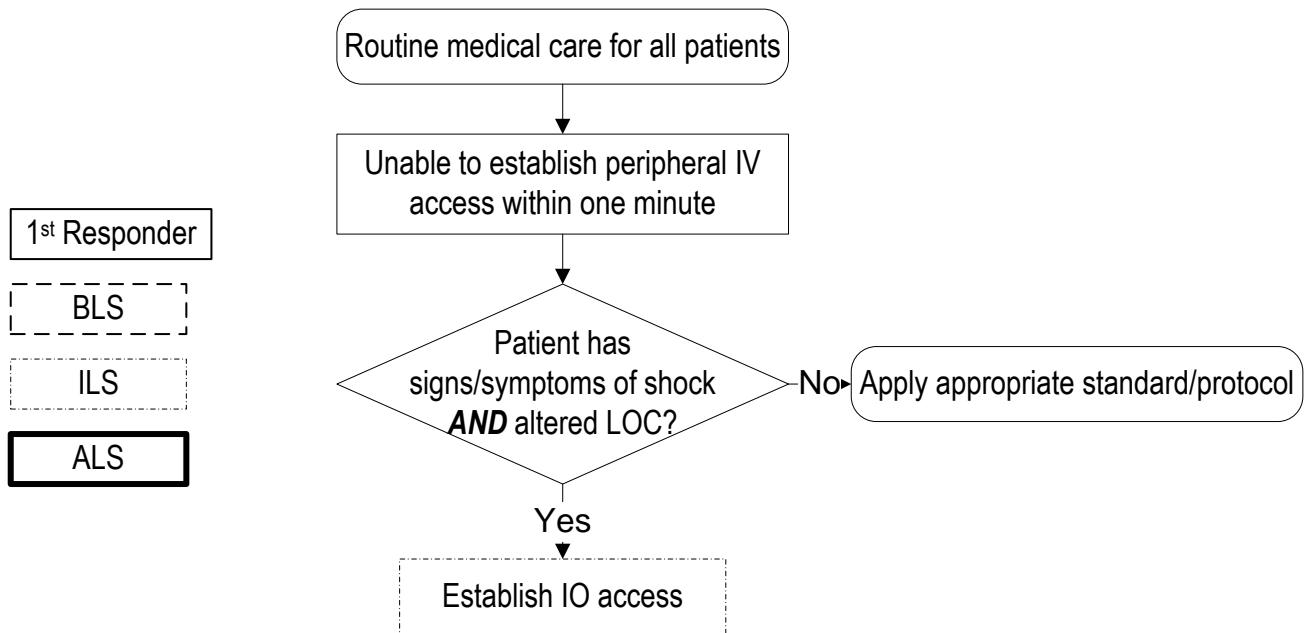 Routine medical care for all patients
Unable to establish peripheral IV
access within one minute
1st Responder
BLS
ILS
ALS
Patient has
signs/symptoms of shock
AND altered LOC?
No
Apply appropriate standard/protocol
Yes
Establish IO access